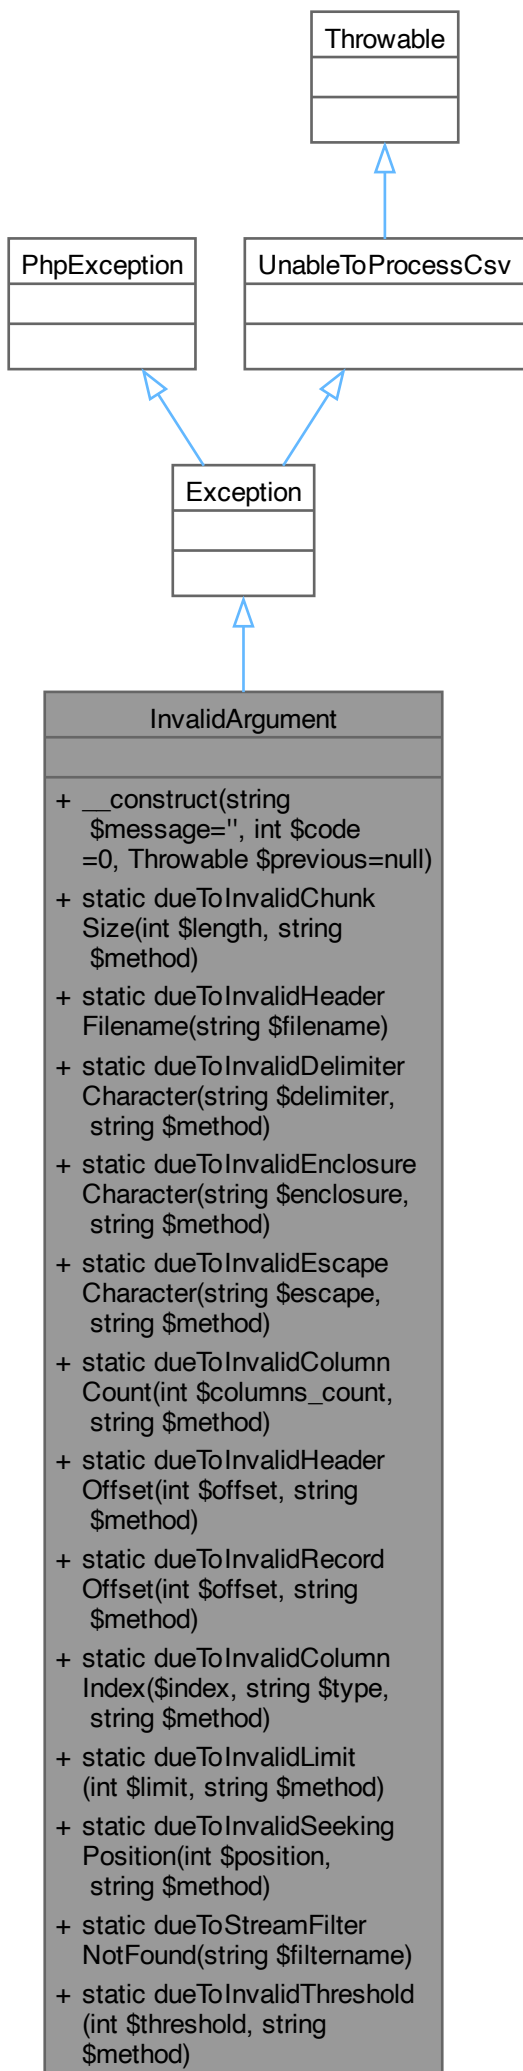 Throwable
PhpException
UnableToProcessCsv
Exception
InvalidArgument
+ __construct(string
$message='', int $code
=0, Throwable $previous=null)
+ static dueToInvalidChunk
Size(int $length, string
$method)
+ static dueToInvalidHeader
Filename(string $filename)
+ static dueToInvalidDelimiter
Character(string $delimiter,
string $method)
+ static dueToInvalidEnclosure
Character(string $enclosure,
string $method)
+ static dueToInvalidEscape
Character(string $escape,
string $method)
+ static dueToInvalidColumn
Count(int $columns_count,
string $method)
+ static dueToInvalidHeader
Offset(int $offset, string
$method)
+ static dueToInvalidRecord
Offset(int $offset, string
$method)
+ static dueToInvalidColumn
Index($index, string $type,
string $method)
+ static dueToInvalidLimit
(int $limit, string $method)
+ static dueToInvalidSeeking
Position(int $position,
string $method)
+ static dueToStreamFilter
NotFound(string $filtername)
+ static dueToInvalidThreshold
(int $threshold, string
$method)